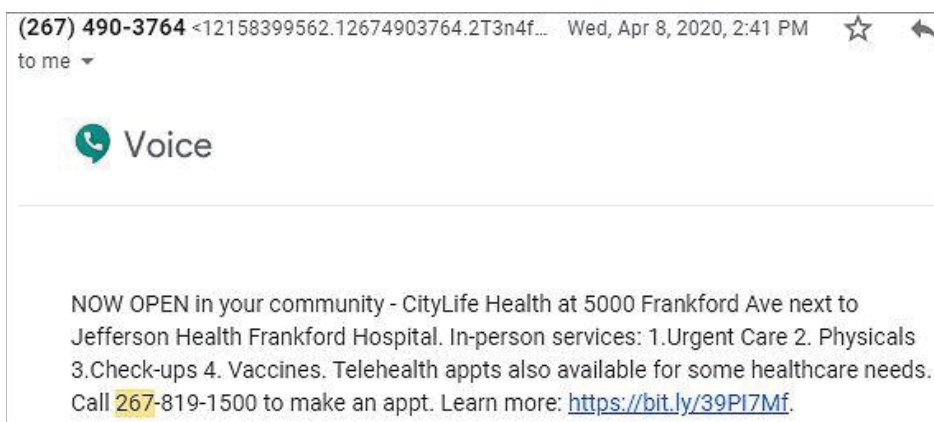 (267) 490-3764 <12158399562.12674903764.2T3n4f... Wed, Apr 8, 2020, 2:41 PM
to me
Voice
NOW OPEN in your community - CityLife Health at 5000 Frankford Ave next to
Jefferson Health Frankford Hospital. In-person services: 1.Urgent Care 2. Physicals
3.Check-ups 4. Vaccines. Telehealth appts also available for some healthcare needs.
Call 267-819-1500 to make an appt. Learn more: https://bit.ly/39PI7Mf.